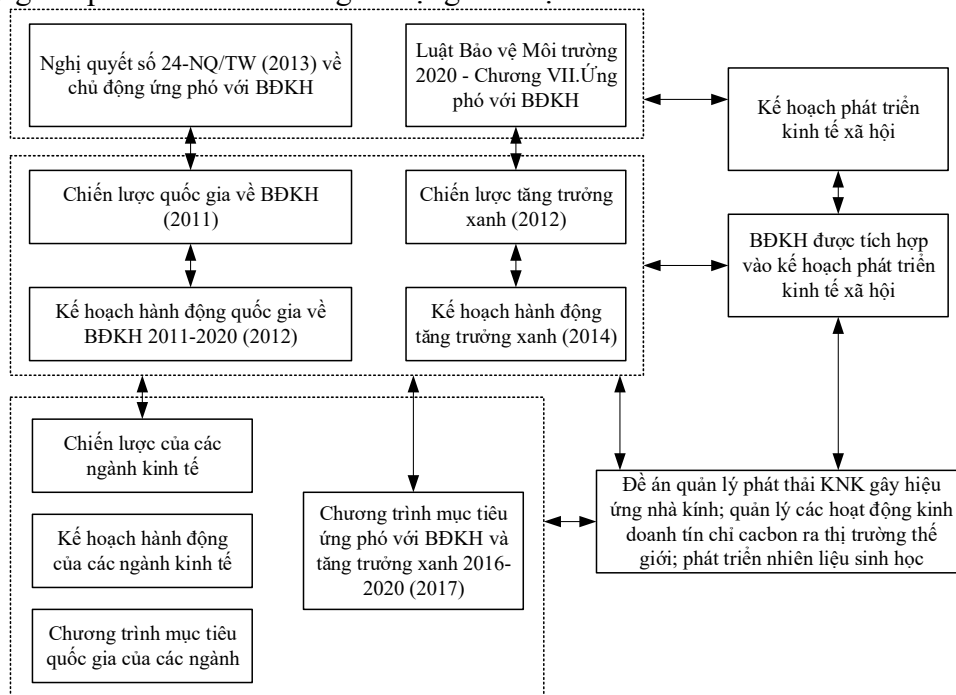 Nghị quyết số 24-NQ/TW (2013) về
chủ động ứng phó với BĐKH
Luật Bảo vệ Môi trường
2020 - Chương VII.Ứng
phó với BĐKH
Kế hoạch phát triển
kinh tế xã hội
Chiến lược quốc gia về BĐKH
(2011)
Chiến lược tăng trưởng
xanh (2012)
BĐKH được tích hợp
vào kế hoạch phát triển
kinh tế xã hội
Kế hoạch hành động quốc gia về
BĐKH 2011-2020 (2012)
Kế hoạch hành động
tăng trưởng xanh (2014)
Chiến lược của các
ngành kinh tế
Kế hoạch hành động
của các ngành kinh tế
Chương trình mục tiêu
quốc gia của các ngành
Chương trình mục tiêu
ứng phó với BĐKH và
tăng trưởng xanh 2016-
2020 (2017)
Đề án quản lý phát thải KNK gây hiệu
ứng nhà kính; quản lý các hoạt động kinh
doanh tín chỉ cacbon ra thị trường thế
giới; phát triển nhiên liệu sinh học